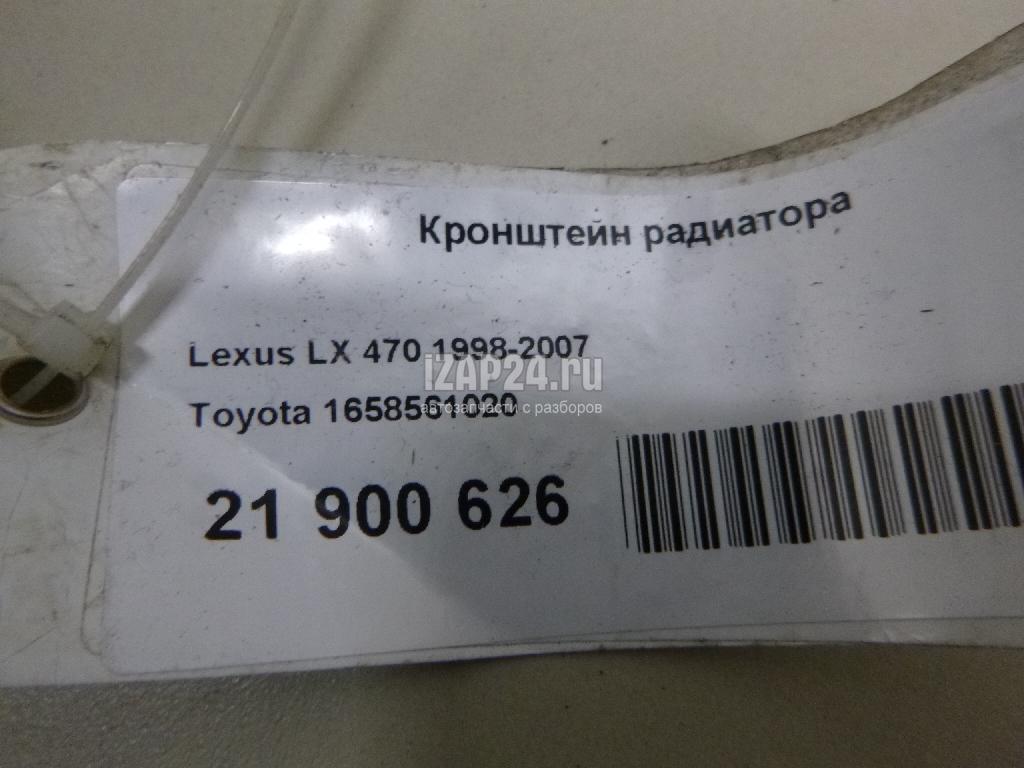 Кронштейн радиатора
Lexus LX 470 1998-2007
IZAP24.ru
Toyota 1658561020
автозапчасти с разборов
21 900 626